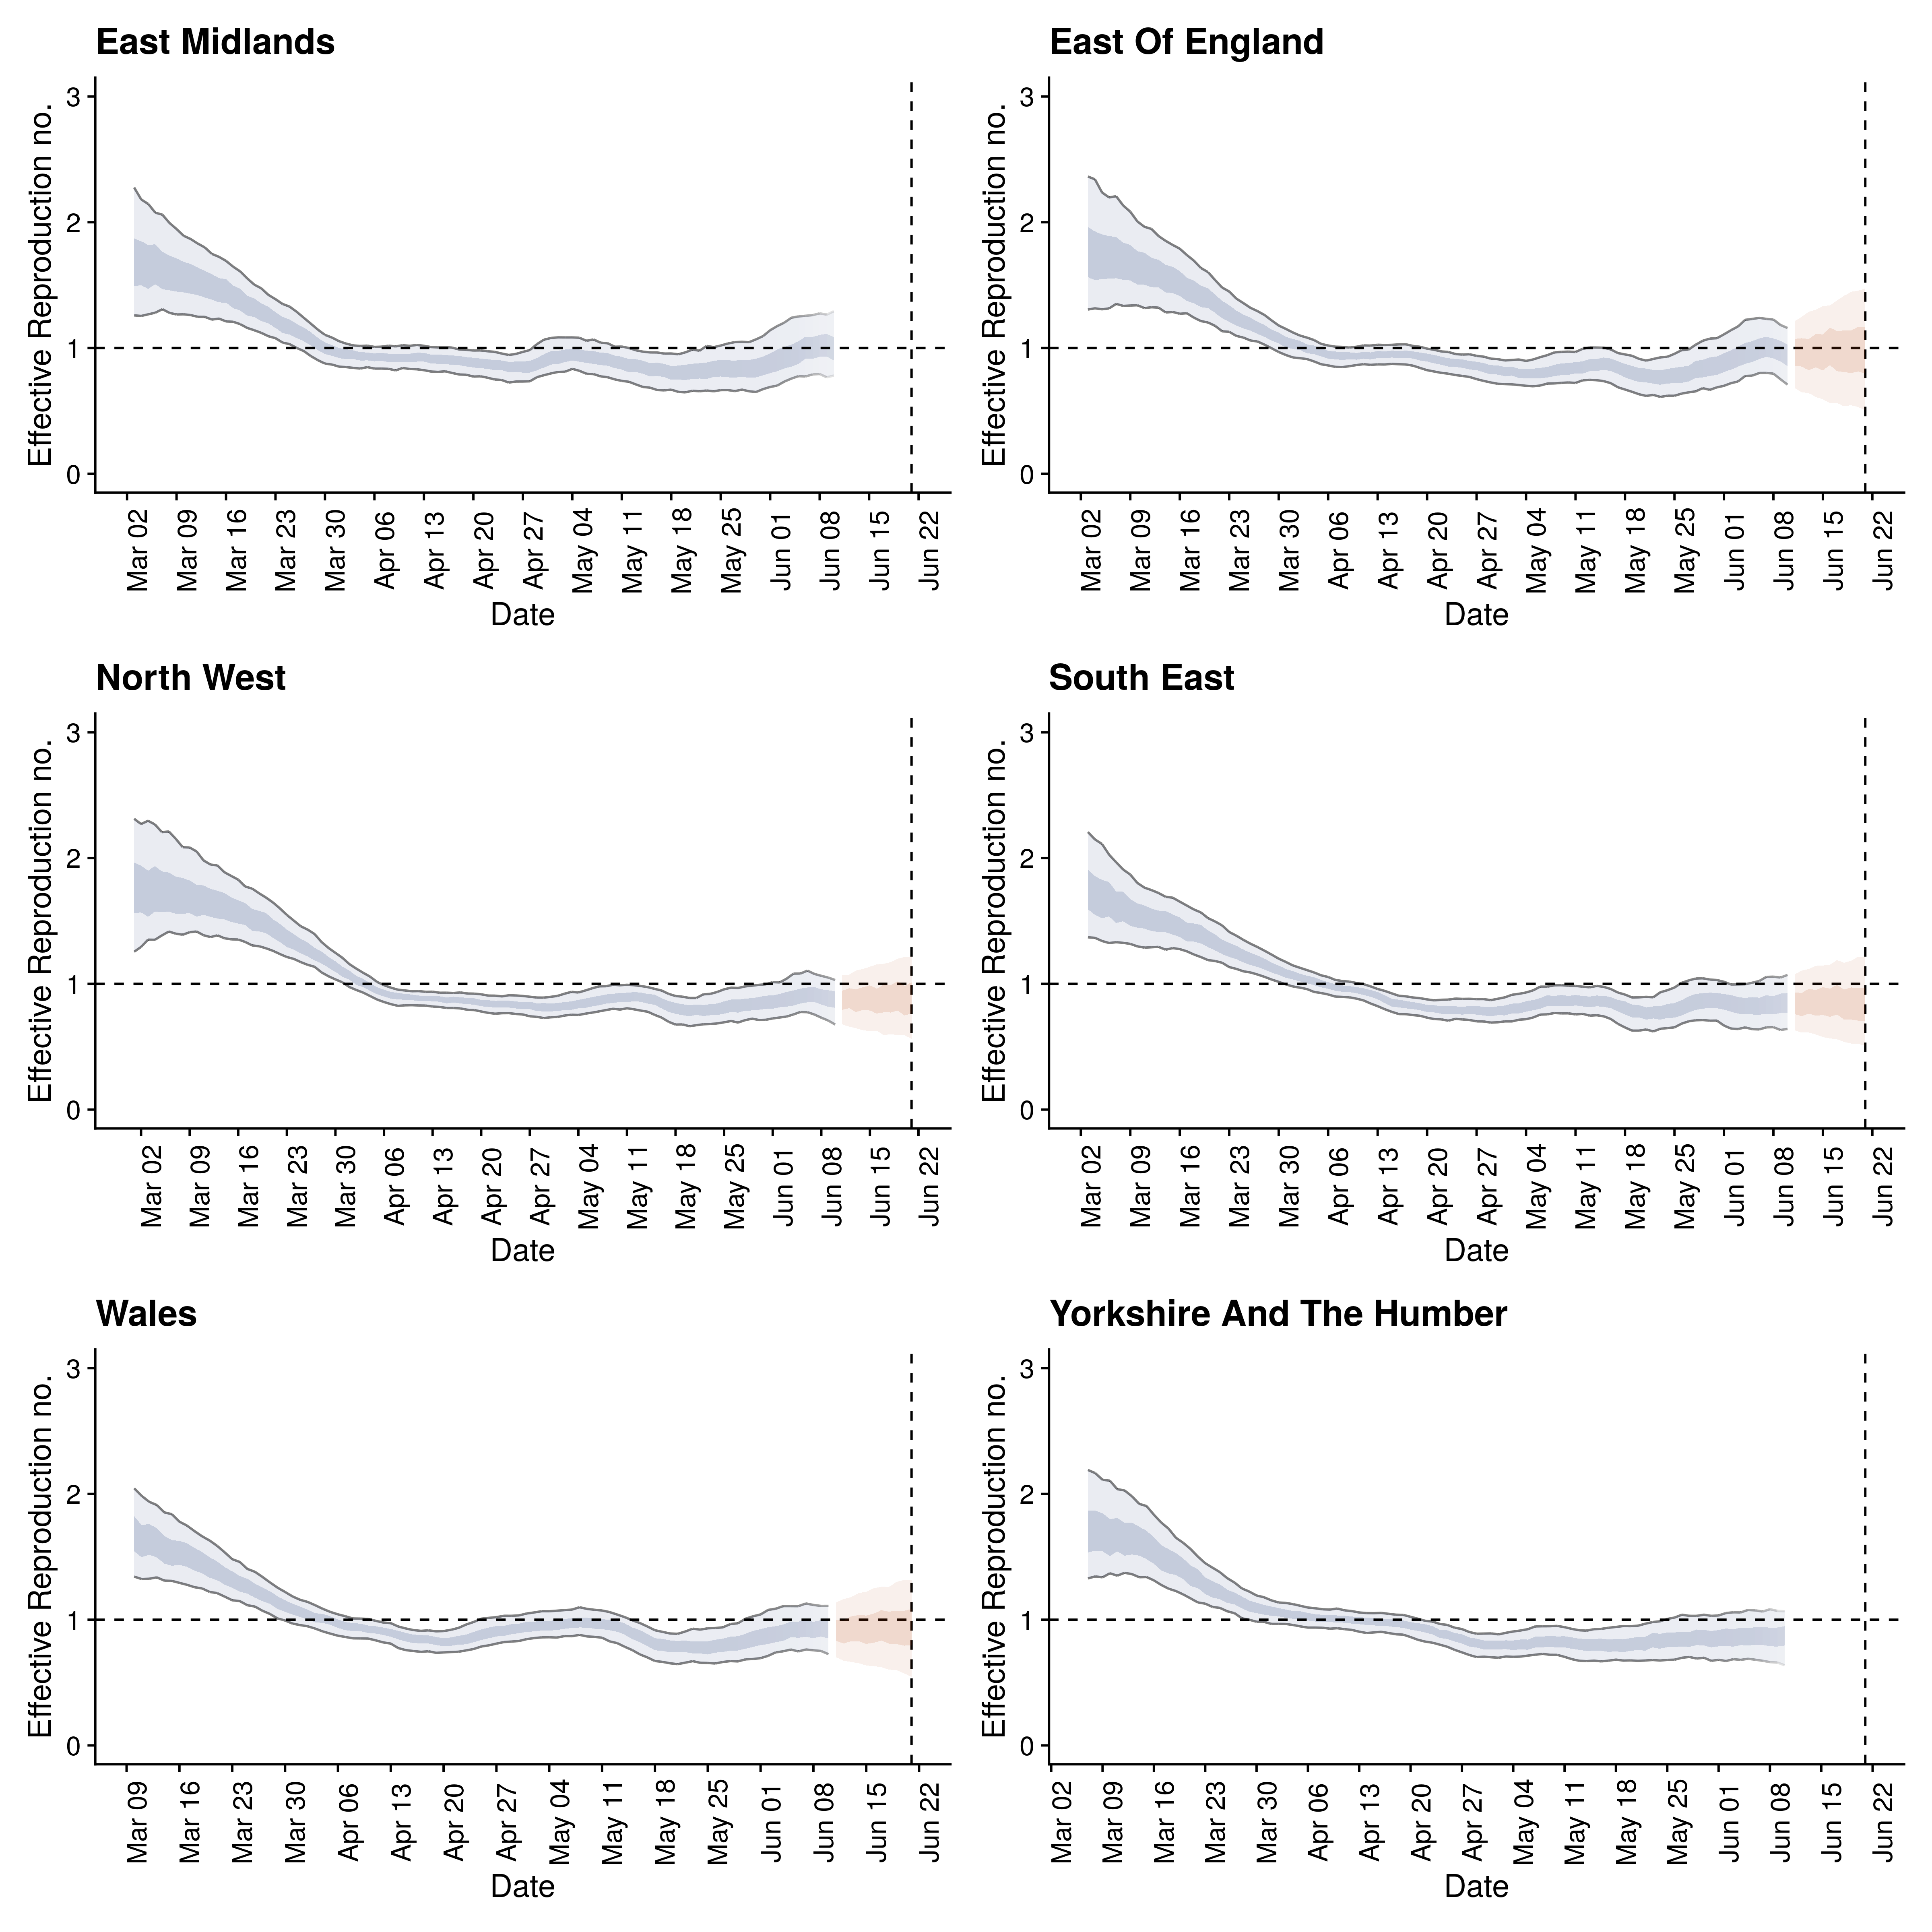 East Midlands
Effective Reproduction no.
3
2
1
0
Mar 02 Mar 09 Mar 16 Mar 23 Mar 30 Apr 06 Apr 13 Apr 20 Apr 27 May 04 May 11 May 18 May 25 Jun 01 Jun 08 Jun 15 Jun 22
Date
East Of England
Effective Reproduction no.
3
2
1
0
Mar 02 Mar 09 Mar 16 Mar 23 Mar 30 Apr 06 Apr 13 Apr 20 Apr 27 May 04 May 11 May 18 May 25 Jun 01 Jun 08 Jun 15 Jun 22
Date
North West
Effective Reproduction no.
3
2
1
0
Mar 02 Mar 09 Mar 16 Mar 23 Mar 30 Apr 06 Apr 13 Apr 20 Apr 27 May 04 May 11 May 18 May 25 Jun 01 Jun 08 Jun 15 Jun 22
Date
South East
Effective Reproduction no.
3
2
1
0
Mar 02 Mar 09 Mar 16 Mar 23 Mar 30 Apr 06 Apr 13 Apr 20 Apr 27 May 04 May 11 May 18 May 25 Jun 01 Jun 08 Jun 15 Jun 22
Date
Wales
Effective Reproduction no.
3
2
1
0
Mar 09 Mar 16 Mar 23 Mar 30 Apr 06 Apr 13 Apr 20 Apr 27 May 04 May 11 May 18 May 25 Jun 01 Jun 08 Jun 15 Jun 22
Date
Yorkshire And The Humber
Effective Reproduction no.
3
2
1
0
Mar 02 Mar 09 Mar 16 Mar 23 Mar 30 Apr 06 Apr 13 Apr 20 Apr 27 May 04 May 11 May 18 May 25 Jun 01 Jun 08 Jun 15 Jun 22
Date